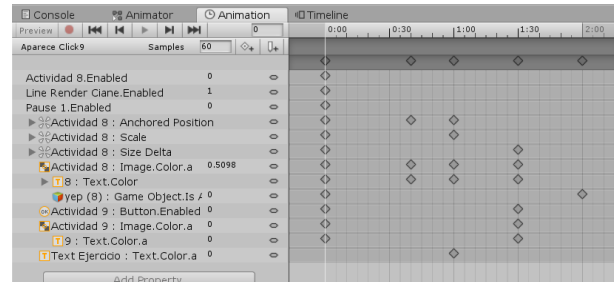 Console Animator Animation Timeline
Preview 0 0:00 0:30 1:00 1:30 2:00
Aparece Click9 Samples 60
Actividad 8.Enabled 0
Line Render Ciane.Enabled 1
Pause 1.Enabled 0
Actividad 8 : Anchored Position
Actividad 8 : Scale
Actividad 8 : Size Delta
Actividad 8 : Image.Color.a 0.5098
8 : Text.Color
yep (8) : Game Object.Is A 0
Actividad 9 : Button.Enabled 0
Actividad 9 : Image.Color.a 0
9 : Text.Color.a 0
Text Ejercicio : Text.Color.a 0
Add Property